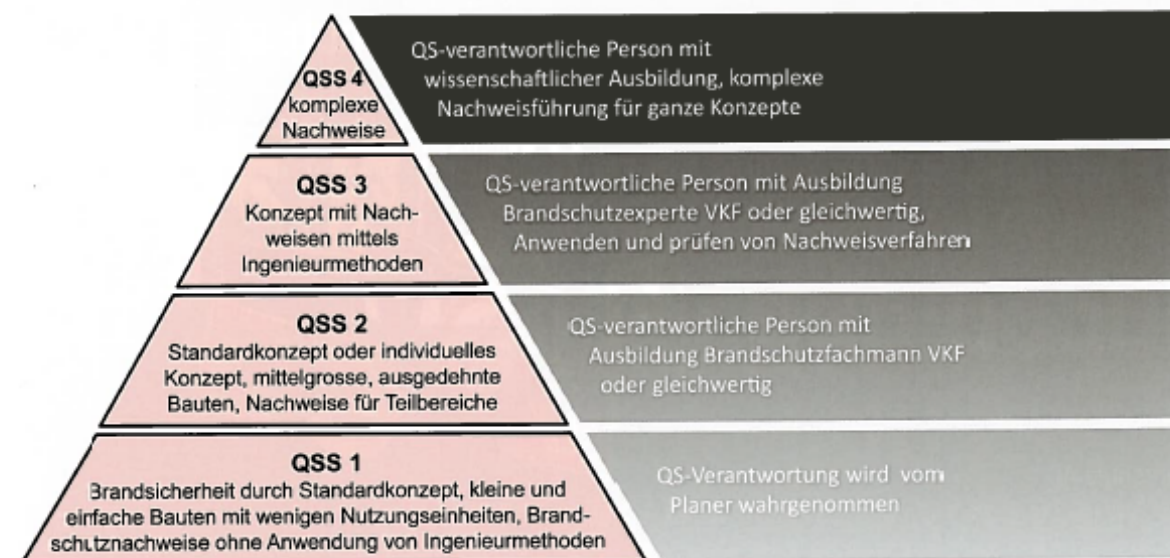 QSS 4
komplexe
Nachweise
QS-verantwortliche Person mit
wissenschaftlicher Ausbildung, komplexe
Nachweisführung für ganze Konzepte
QSS 3
Konzept mit Nach-
weisen mittels
Ingenieurmethoden
QS-verantwortliche Person mit Ausbildung
Brandschutzexperte VKF oder gleichwertig,
Anwenden und prüfen von Nachweisverfahren
QSS 2
Standardkonzept oder individuelles
Konzept, mittelgrosse, ausgedehnte
Bauten, Nachweise für Teilbereiche
QS-verantwortliche Person mit
Ausbildung Brandschutzfachmann VKF
oder gleichwertig
QSS 1
Brandsicherheit durch Standardkonzept, kleine und
einfache Bauten mit wenigen Nutzungseinheiten, Brand-
schutznachweise ohne Anwendung von Ingenieurmethoden
QS-Verantwortung wird vom
Planer wahrgenommen